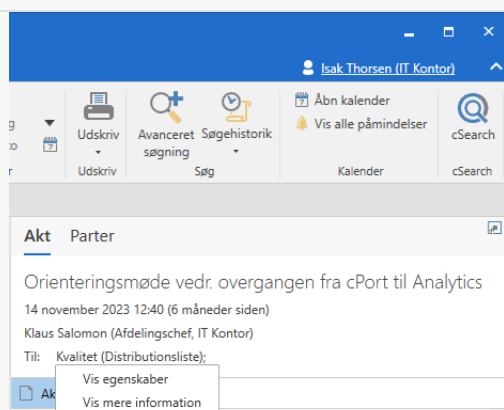 Isak Thorsen (IT Kontor)
Udskriv
Avanceret søgning
Søgehistorik
Åbn kalender
Vis alle påmindelser
cSearch
Udskriv
Søg
Kalender
cSearch
Akt Parter
Orienteringsmøde vedr. overgangen fra cPort til Analytics
14 november 2023 12:40 (6 måneder siden)
Klaus Salomon (Afdelingschef, IT Kontor)
Til: Kvalitet (Distributionsliste);
Vis egenskaber
Ak
Vis mere information